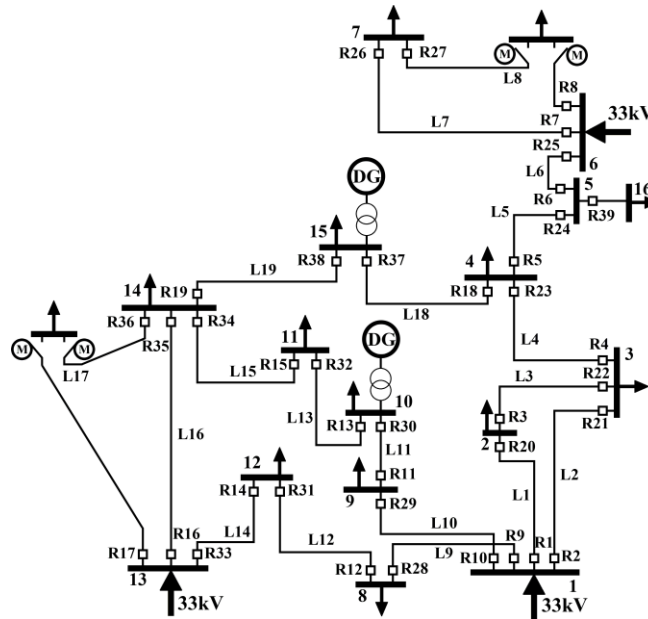 7
R26 R27
M
M
L8
R8
33kV
R7
L7
R25
6
L6
5
16
R6
DG
L5
R24
R39
15
R38 R37
4
R5
L19
14
R19
R18 R23
L18
R36
R34
R35
11
DG
L4
R4
3
M
M
R15 R32
R22
L17
L15
L3
10
R21
L13
R13 R30
R3
2
R20
L16
L11
L2
12
R11
R14 R31
9
R29
L1
L14
L10
L12
R17
R16
R33
R9
R1
L9
R10
R2
13
R12 R28
1
8
33kV
33kV